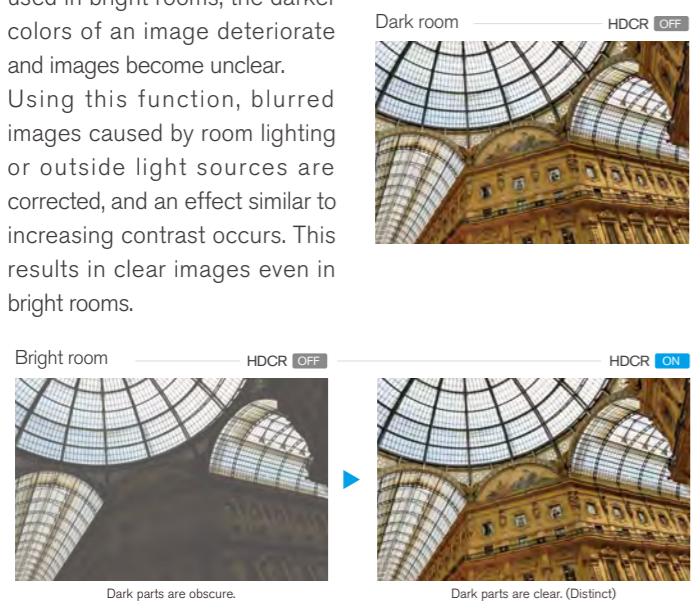 used in bright rooms, the darker
colors of an image deteriorate
and images become unclear.
Using this function, blurred
images caused by room lighting
or outside light sources are
corrected, and an effect similar to
increasing contrast occurs. This
results in clear images even in
bright rooms.
Dark room HDCR OFF
Bright room HDCR OFF HDCR ON
Dark parts are obscure. Dark parts are clear. (Distinct)